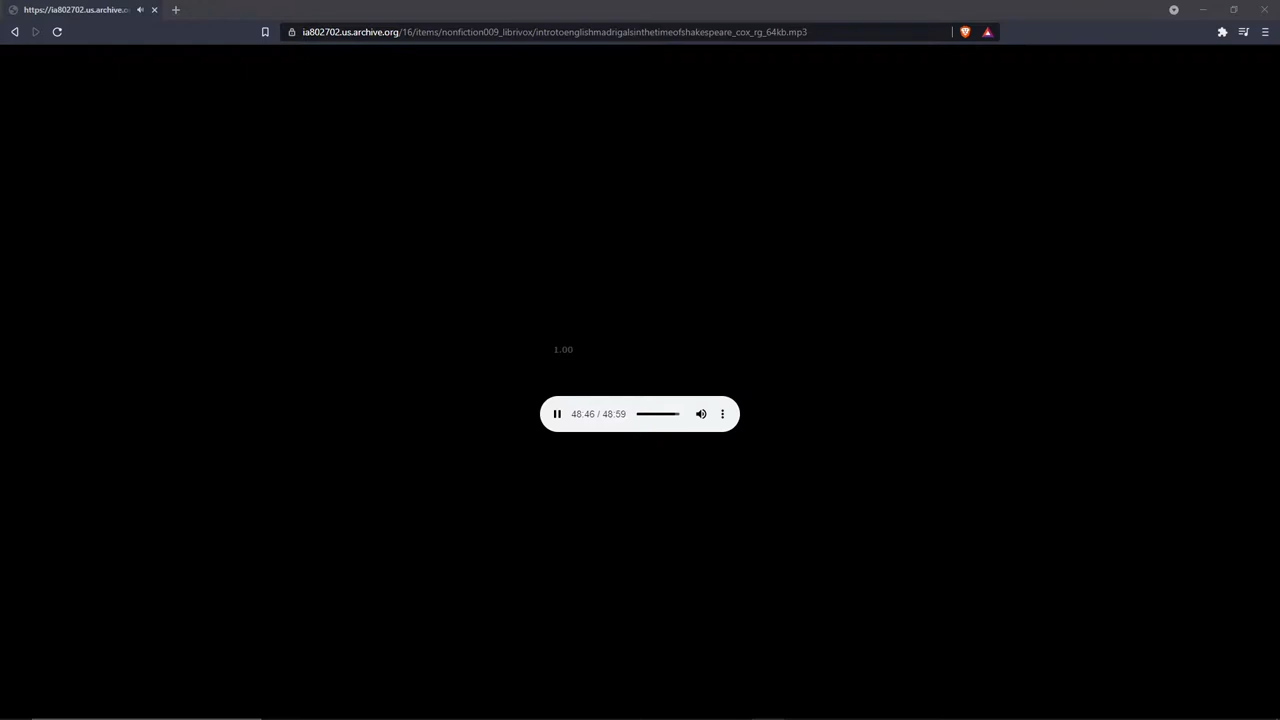 https://ia802702.us.archive.o
ia802702.us.archive.org/16/items/nonfiction009_librivox/introtoenglishmadrigalsinthetimeofshakespeare_cox_rg_64kb.mp3
1.00
48:46 / 48:59